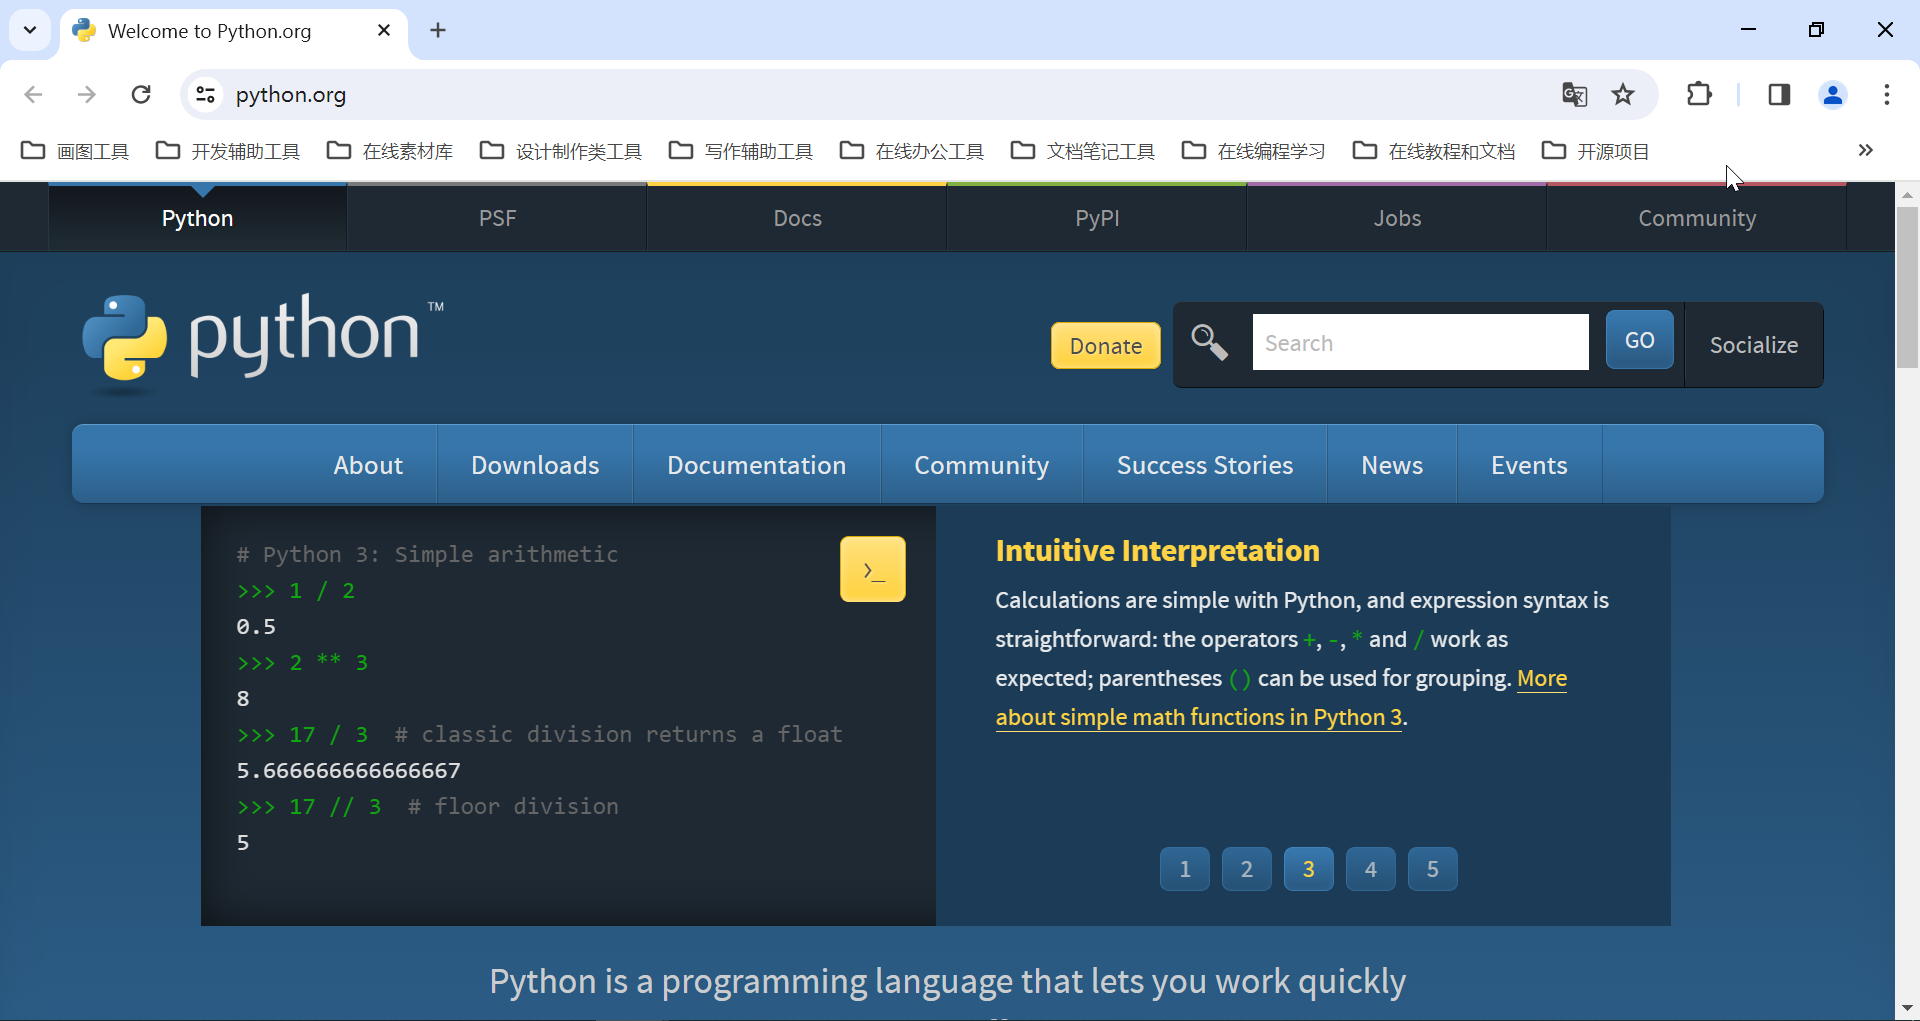 Welcome to Python.org
python.org
画图工具 开发辅助工具 在线素材库 设计制作类工具 写作辅助工具 在线办公工具 文档笔记工具 在线编程学习 在线教程和文档 开源项目
Python PSF Docs PyPI Jobs Community
python™
Donate Search GO Socialize
About Downloads Documentation Community Success Stories News Events
# Python 3: Simple arithmetic
>>> 1 / 2
0.5
>>> 2 ** 3
8
>>> 17 / 3  # classic division returns a float
5.666666666666667
>>> 17 // 3  # floor division
5
>_
Intuitive Interpretation
Calculations are simple with Python, and expression syntax is
straightforward: the operators +, -, * and / work as
expected; parentheses () can be used for grouping. More
about simple math functions in Python 3.
1 2 3 4 5
Python is a programming language that lets you work quickly